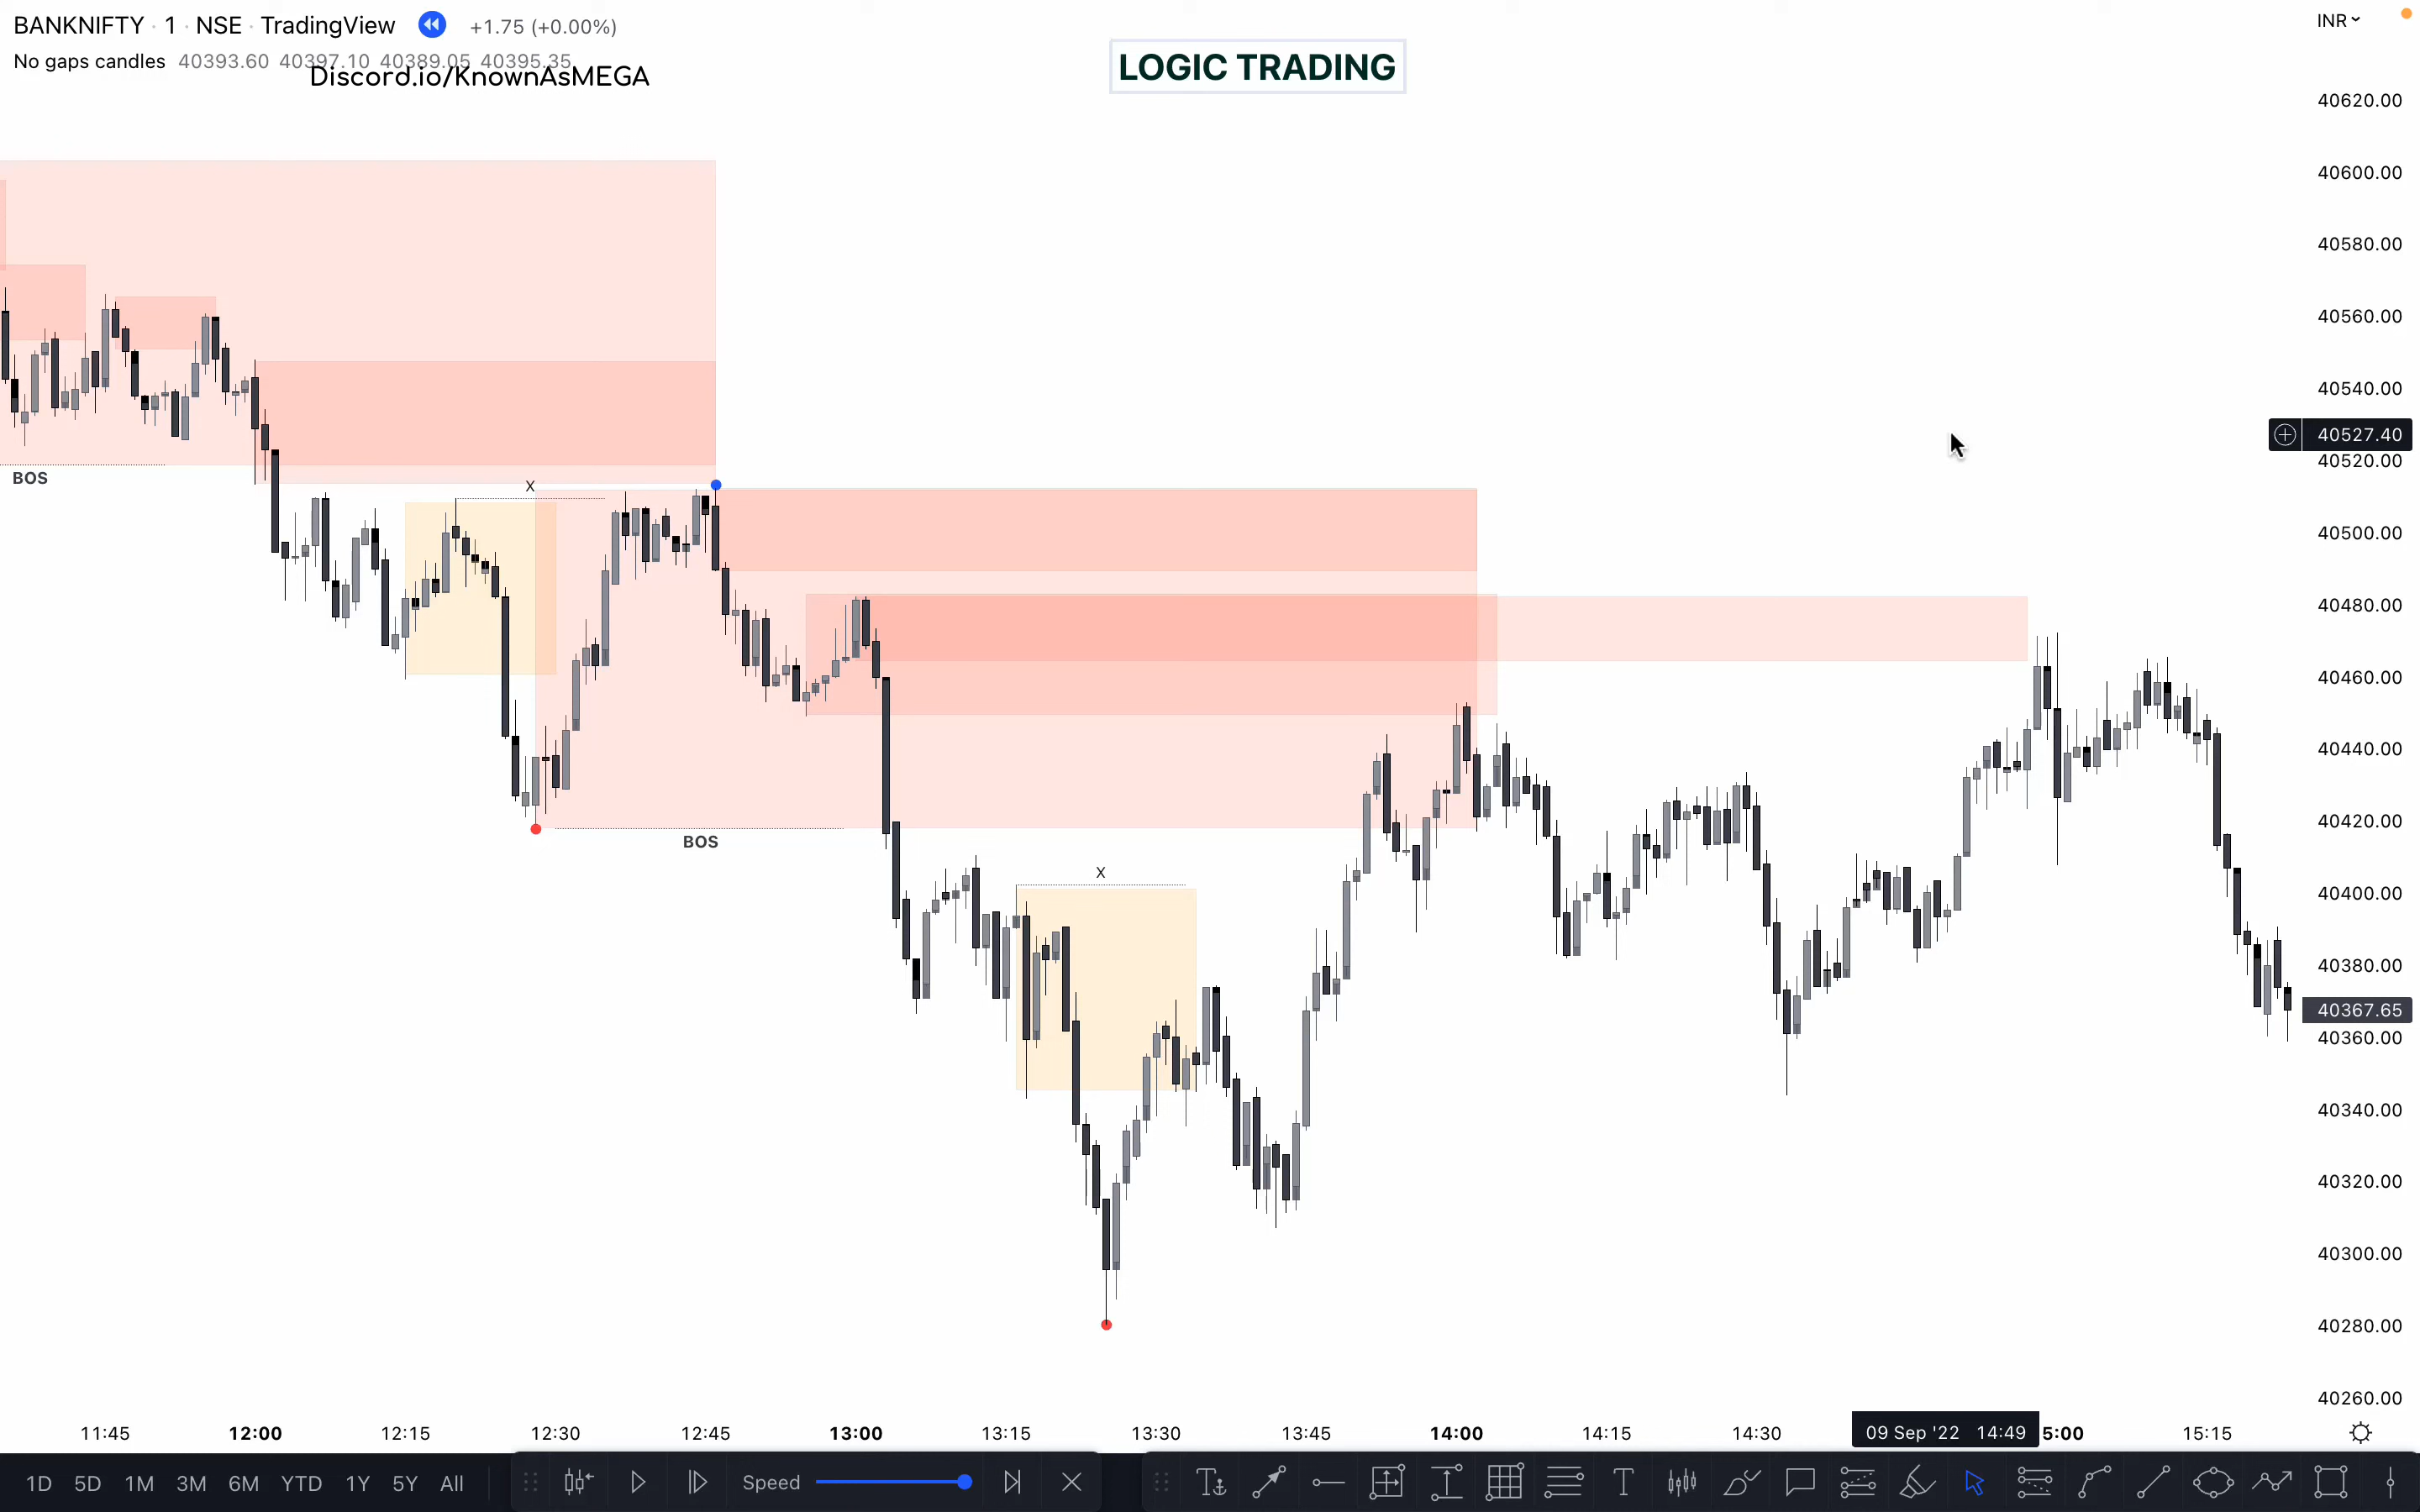 BANKNIFTY · 1 · NSE · TradingView +1.75 (+0.00%)
INR
No gaps candles 40393.60 40397.10 40389.05 40395.35
Discord.io/KnownAsMEGA
LOGIC TRADING
40620.00
40600.00
40580.00
40560.00
40540.00
40527.40
40520.00
BOS
X
40500.00
40480.00
40460.00
40440.00
40420.00
BOS
X
40400.00
40380.00
40367.65
40360.00
40340.00
40320.00
40300.00
40280.00
40260.00
11:45 12:00 12:15 12:30 12:45 13:00 13:15 13:30 13:45 14:00 14:15 14:30 09 Sep '22 14:49 5:00 15:15
1D 5D 1M 3M 6M YTD 1Y 5Y All Speed